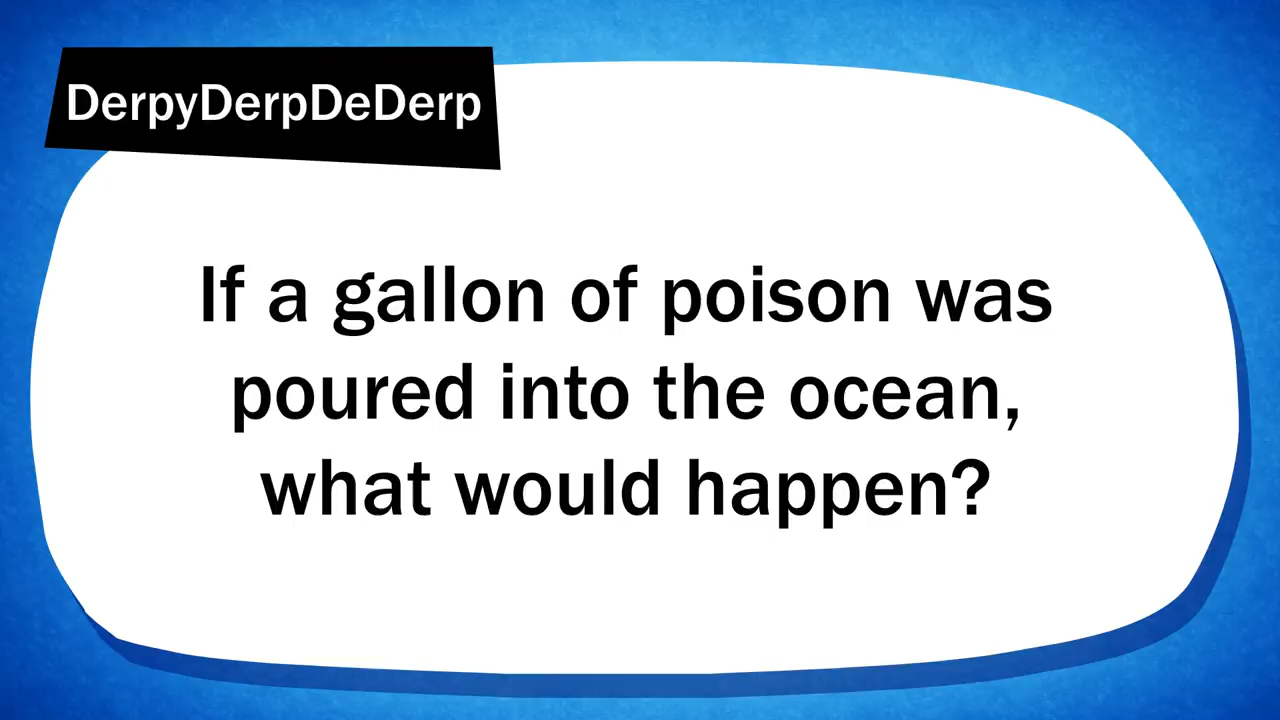 DerpyDerpDeDerp
If a gallon of poison was
poured into the ocean,
what would happen?